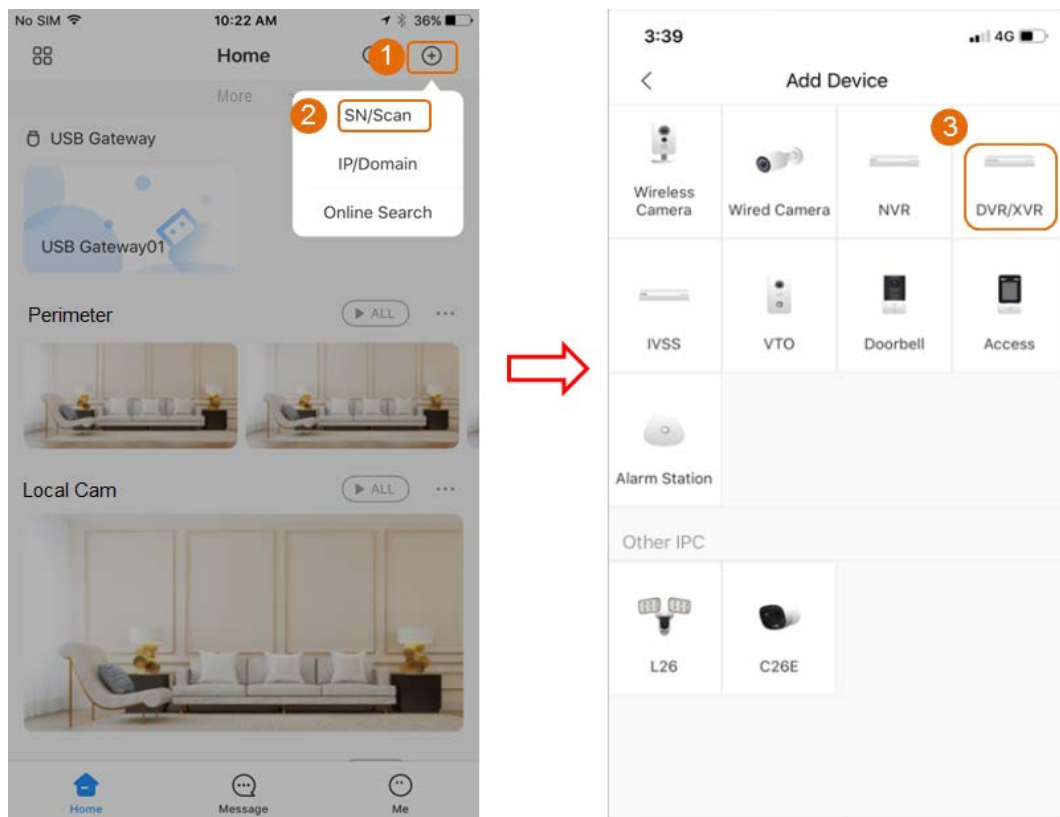 No SIM 10:22 AM 36%
Home
1
More
2
SN/Scan
IP/Domain
Online Search
USB Gateway
USB Gateway01
Perimeter
ALL
Local Cam
ALL
Home Message Me
3:39 4G
Add Device
3
Wireless
Camera
Wired Camera
NVR
DVR/XVR
IVSS
VTO
Doorbell
Access
Alarm Station
Other IPC
L26
C26E